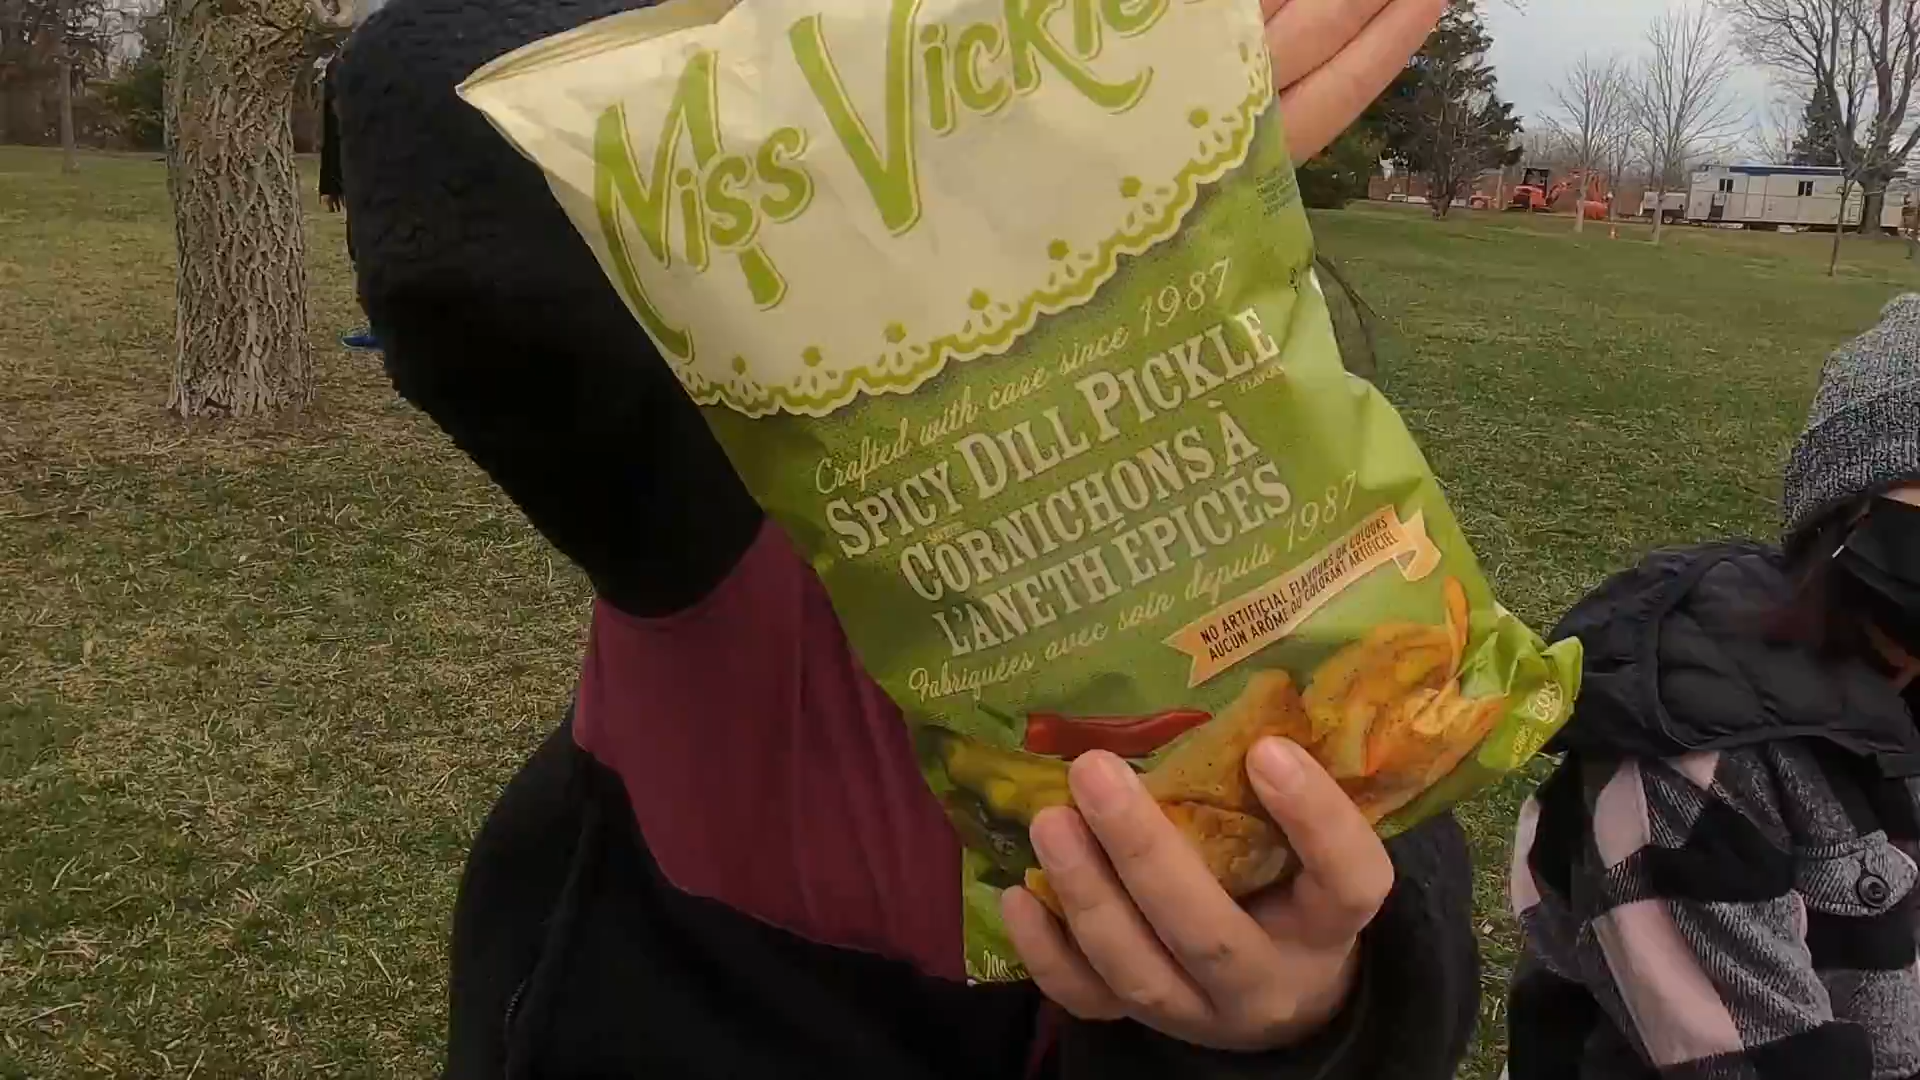 Miss Vickie
Crafted with care since 1987
SPICY DILL PICKLE
FLAVOUR
CORNICHONS À
L'ANETH ÉPICÉS
Fabriquées avec soin depuis 1987
NO ARTIFICIAL FLAVOURS OR COLOURS
AUCUN ARÔME OU COLORANT ARTIFICIEL